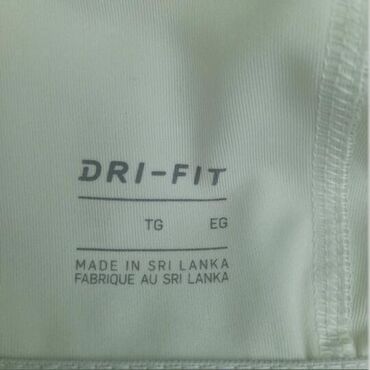 DRI-FIT
TG EG
MADE IN SRI LANKA
FABRIQUE AU SRI LANKA